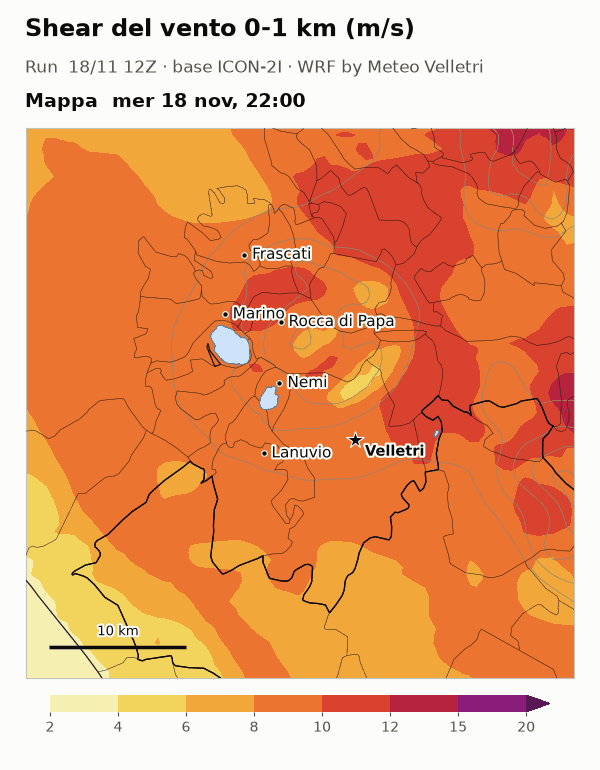 Shear del vento 0-1 km (m/s)
Run  18/11 12Z · base ICON-2I · WRF by Meteo Velletri
Mappa  mer 18 nov, 22:00
Frascati
Marino
Rocca di Papa
Nemi
Velletri
Lanuvio
10 km
2 4 6 8 10 12 15 20